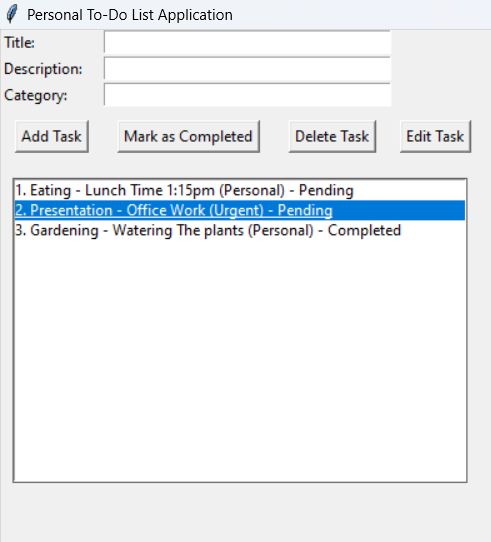 Personal To-Do List Application
Title:
Description:
Category:
Add Task Mark as Completed Delete Task Edit Task
1. Eating - Lunch Time 1:15pm (Personal) - Pending
2. Presentation - Office Work (Urgent) - Pending
3. Gardening - Watering The plants (Personal) - Completed